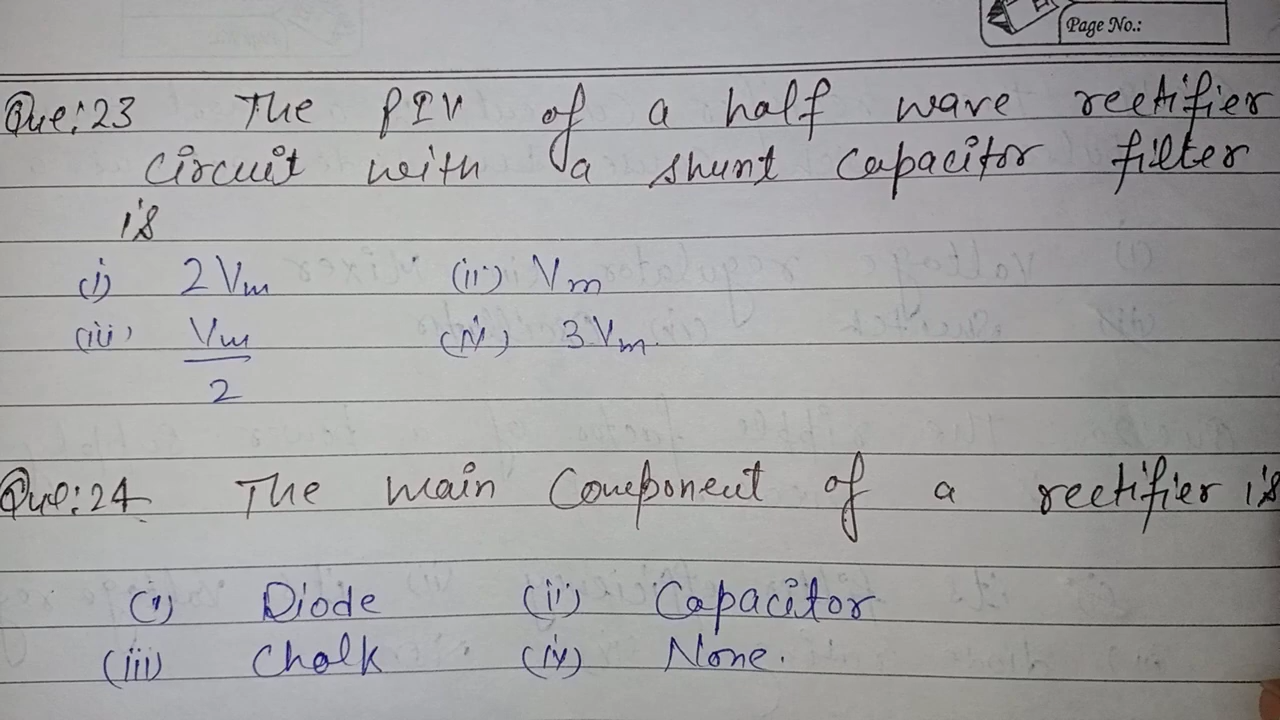 Page No.:
Que:23 The PIV of a half wave rectifier
circuit with a shunt capacitor filter
is
(i) 2Vm (ii) Vm
(iii) Vm/2 (iv) 3Vm.
Que:24 The main Component of a rectifier is
(i) Diode (ii) Capacitor
(iii) Chalk (iv) None.